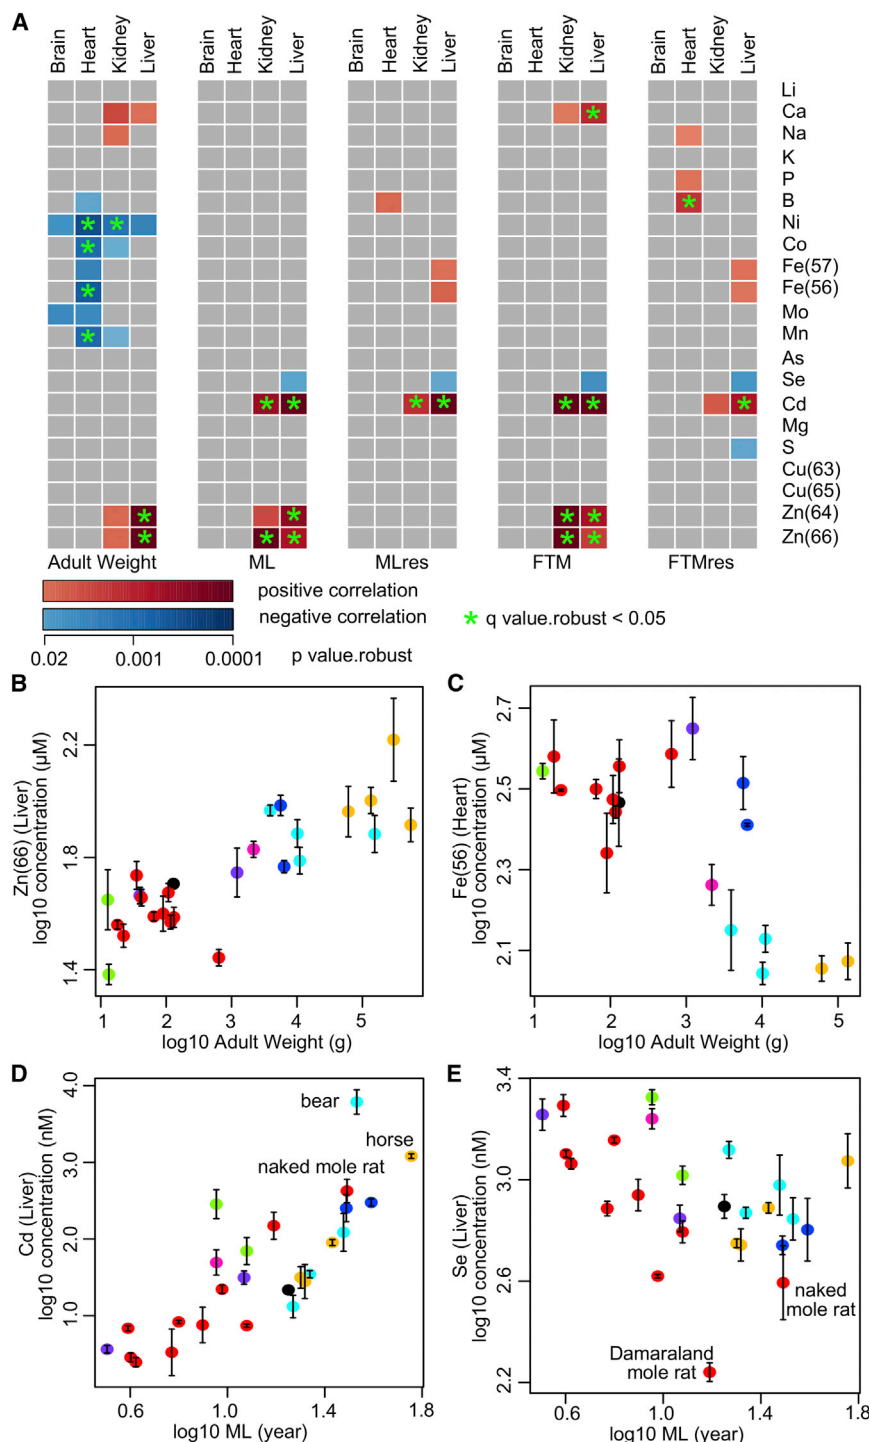 A
Brain Heart Kidney Liver Brain Heart Kidney Liver Brain Heart Kidney Liver Brain Heart Kidney Liver Brain Heart Kidney Liver
Li
Ca
Na
K
P
B
Ni
Co
Fe(57)
Fe(56)
Mo
Mn
As
Se
Cd
Mg
S
Cu(63)
Cu(65)
Zn(64)
Zn(66)
Adult Weight ML MLres FTM FTMres
positive correlation
negative correlation
* q value.robust < 0.05
0.02 0.001 0.0001 p value.robust
B
Zn(66) (Liver)
log10 concentration (µM)
2.2
1.8
1.4
1 2 3 4 5
log10 Adult Weight (g)
C
Fe(56) (Heart)
log10 concentration (µM)
2.7
2.5
2.3
2.1
1 2 3 4 5
log10 Adult Weight (g)
D
Cd (Liver)
log10 concentration (nM)
4.0
3.0
2.0
1.0
bear
horse
naked mole rat
0.6 1.0 1.4 1.8
log10 ML (year)
E
Se (Liver)
log10 concentration (nM)
3.4
3.0
2.6
2.2
naked
mole rat
Damaraland
mole rat
0.6 1.0 1.4 1.8
log10 ML (year)